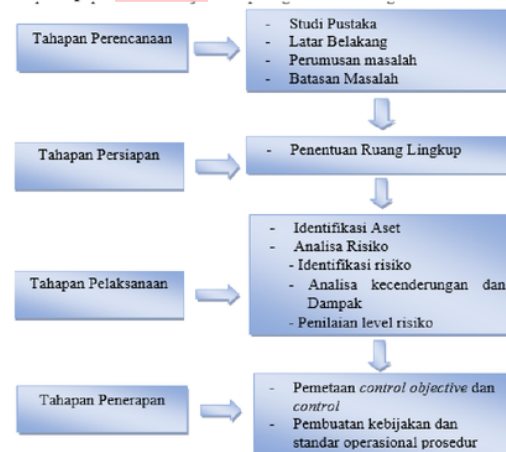 Tahapan Perencanaan
- Studi Pustaka
- Latar Belakang
- Perumusan masalah
- Batasan Masalah
Tahapan Persiapan
- Penentuan Ruang Lingkup
Tahapan Pelaksanaan
- Identifikasi Aset
- Analisa Risiko
- Identifikasi risiko
- Analisa kecenderungan dan
Dampak
- Penilaian level risiko
Tahapan Penerapan
- Pemetaan control objective dan
control
- Pembuatan kebijakan dan
standar operasional prosedur